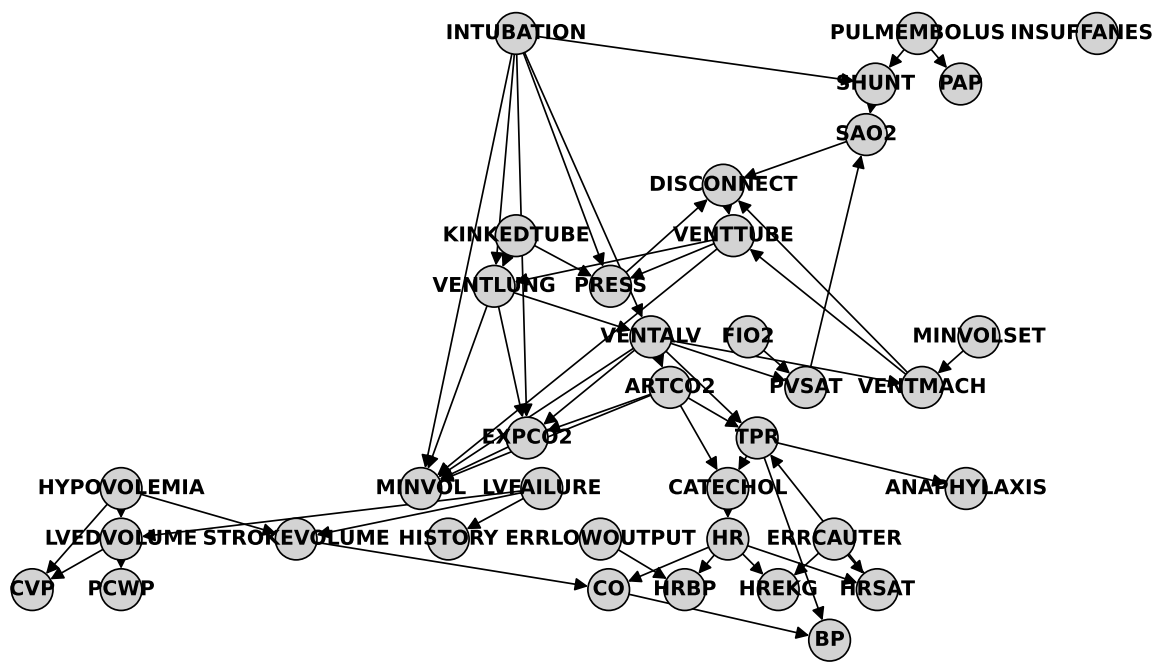 INTUBATION PULMEMBOLUS INSUFFANES
SHUNT PAP
SAO2
DISCONNECT
KINKEDTUBE VENTTUBE
VENTLUNG PRESS
VENTALV FIO2 MINVOLSET
ARTCO2 PVSAT VENTMACH
EXPCO2 TPR
HYPOVOLEMIA MINVOL LVFAILURE CATECHOL ANAPHYLAXIS
LVEDVOLUME STROKEVOLUME HISTORY ERRLOWOUTPUT HR ERRCAUTER
CVP PCWP CO HRBP HREKG HRSAT
BP